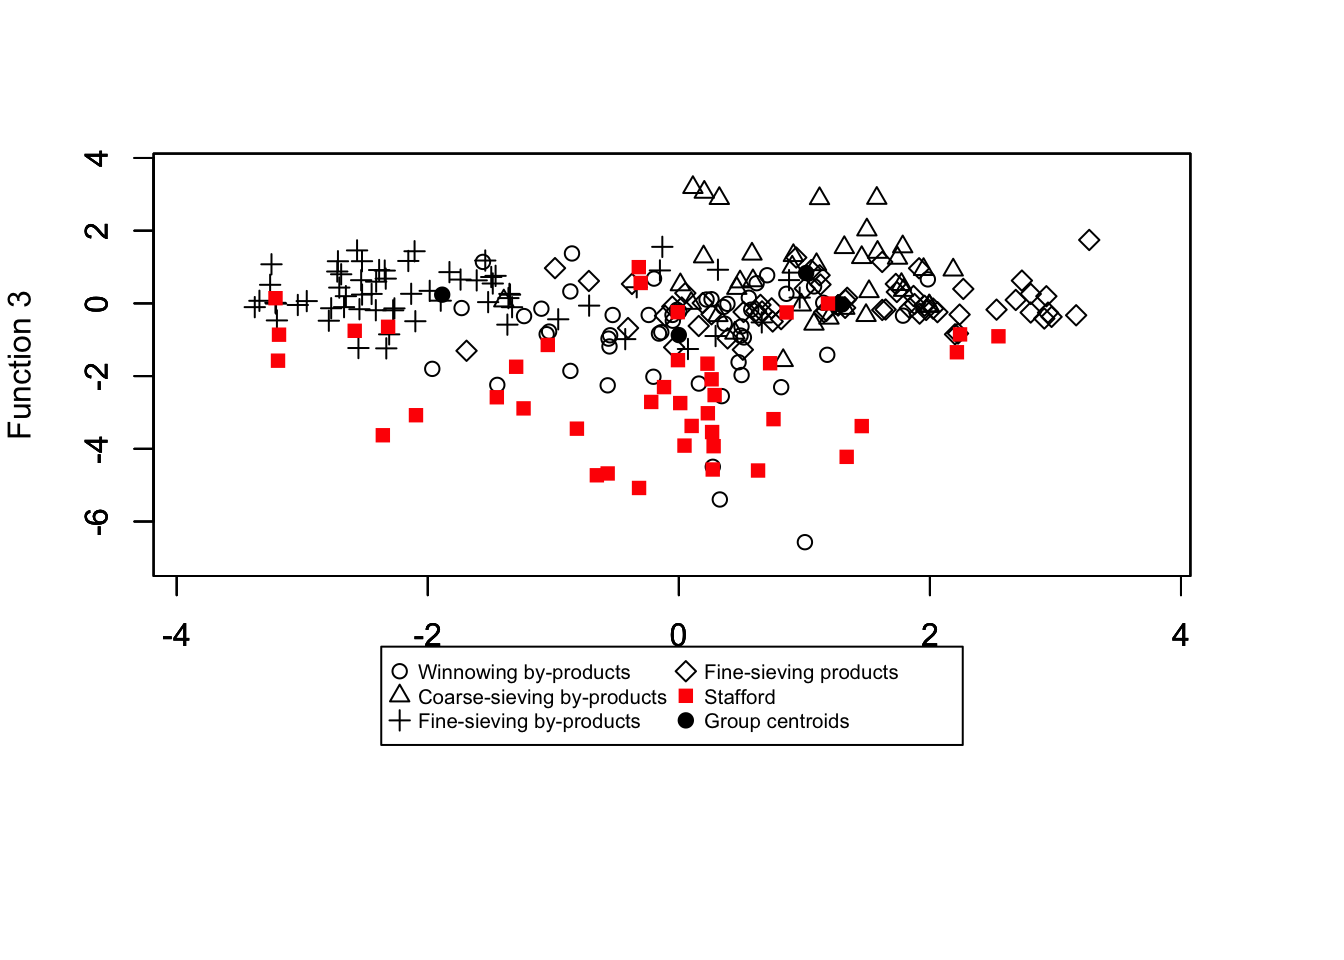 4
2
0
-2
-4
-6
Function 3
-4 -2 0 2 4
Winnowing by-products Fine-sieving products
Coarse-sieving by-products Stafford
Fine-sieving by-products Group centroids